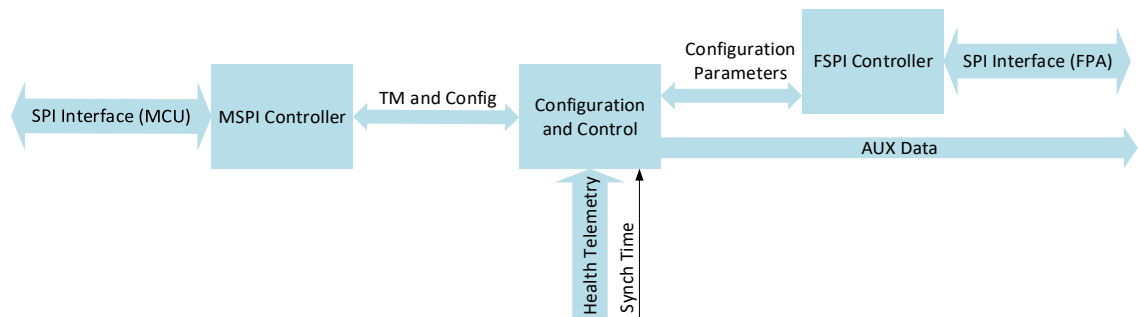 SPI Interface (MCU)
MSPI Controller
TM and Config
Configuration
and Control
Configuration
Parameters
FSPI Controller
SPI Interface (FPA)
AUX Data
Health Telemetry
Synch Time